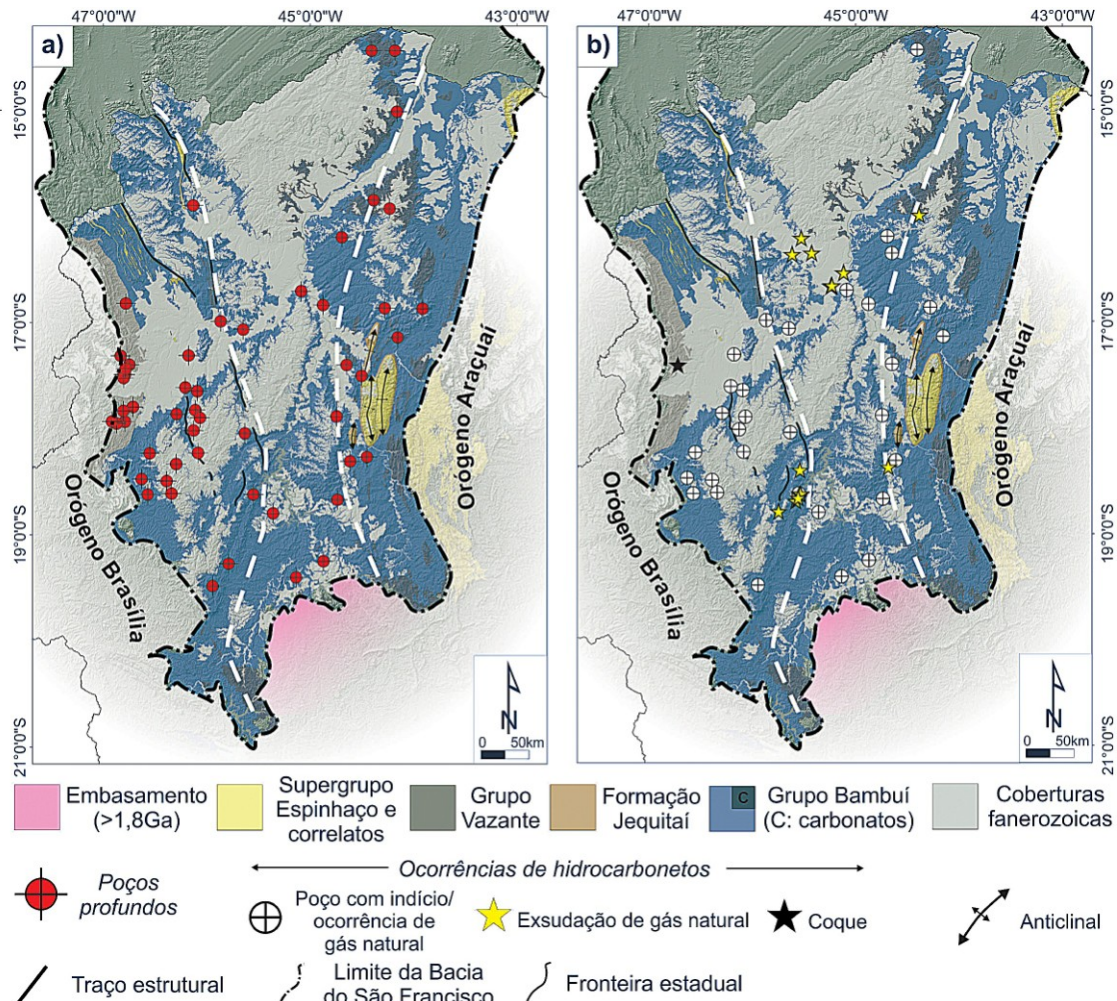 47°0'0"W 45°0'0"W 43°0'0"W 47°0'0"W 45°0'0"W 43°0'0"W
a)
b)
15°0'0"S
17°0'0"S
19°0'0"S
21°0'0"S
15°0'0"S
17°0'0"S
19°0'0"S
21°0'0"S
Orógeno Brasília
Orógeno Araçuaí
N
0 50km
Orógeno Brasília
Orógeno Araçuaí
N
0 50km
Embasamento
(>1,8Ga)
Supergrupo
Espinhaço e
correlatos
Grupo
Vazante
Formação
Jequitaí
C
Grupo Bambuí
(C: carbonatos)
Coberturas
fanerozoicas
Ocorrências de hidrocarbonetos
Poços
profundos
Poço com indício/
ocorrência de
gás natural
Exsudação de gás natural
Coque
Anticlinal
Traço estrutural
Limite da Bacia
do São Francisco
Fronteira estadual